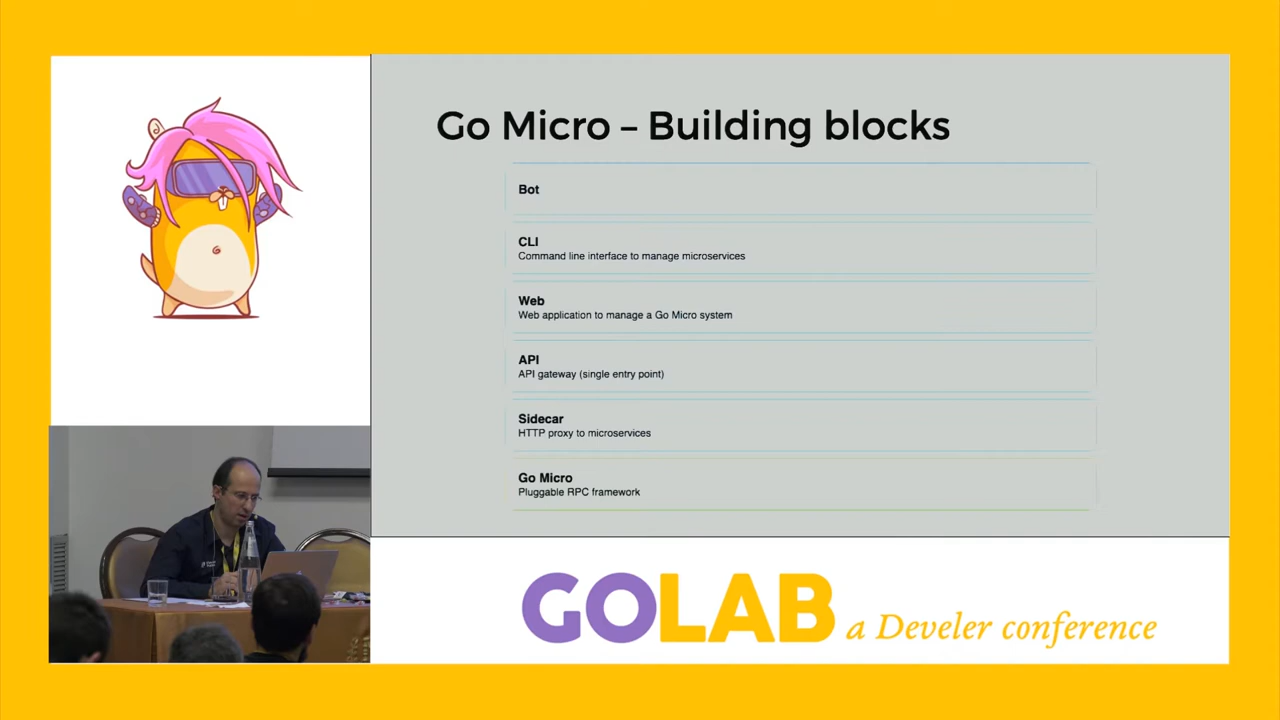 Go Micro – Building blocks
Bot
CLI
Command line interface to manage microservices
Web
Web application to manage a Go Micro system
API
API gateway (single entry point)
Sidecar
HTTP proxy to microservices
Go Micro
Pluggable RPC framework
GOLAB a Develer conference